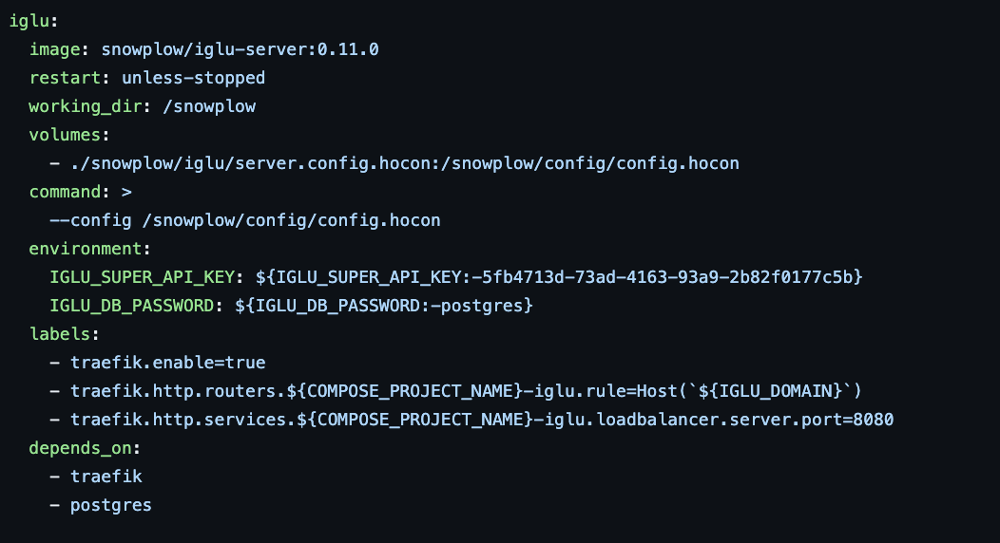 iglu:
  image: snowplow/iglu-server:0.11.0
  restart: unless-stopped
  working_dir: /snowplow
  volumes:
    - ./snowplow/iglu/server.config.hocon:/snowplow/config/config.hocon
  command: >
    --config /snowplow/config/config.hocon
  environment:
    IGLU_SUPER_API_KEY: ${IGLU_SUPER_API_KEY:-5fb4713d-73ad-4163-93a9-2b82f0177c5b}
    IGLU_DB_PASSWORD: ${IGLU_DB_PASSWORD:-postgres}
  labels:
    - traefik.enable=true
    - traefik.http.routers.${COMPOSE_PROJECT_NAME}-iglu.rule=Host(`${IGLU_DOMAIN}`)
    - traefik.http.services.${COMPOSE_PROJECT_NAME}-iglu.loadbalancer.server.port=8080
  depends_on:
    - traefik
    - postgres